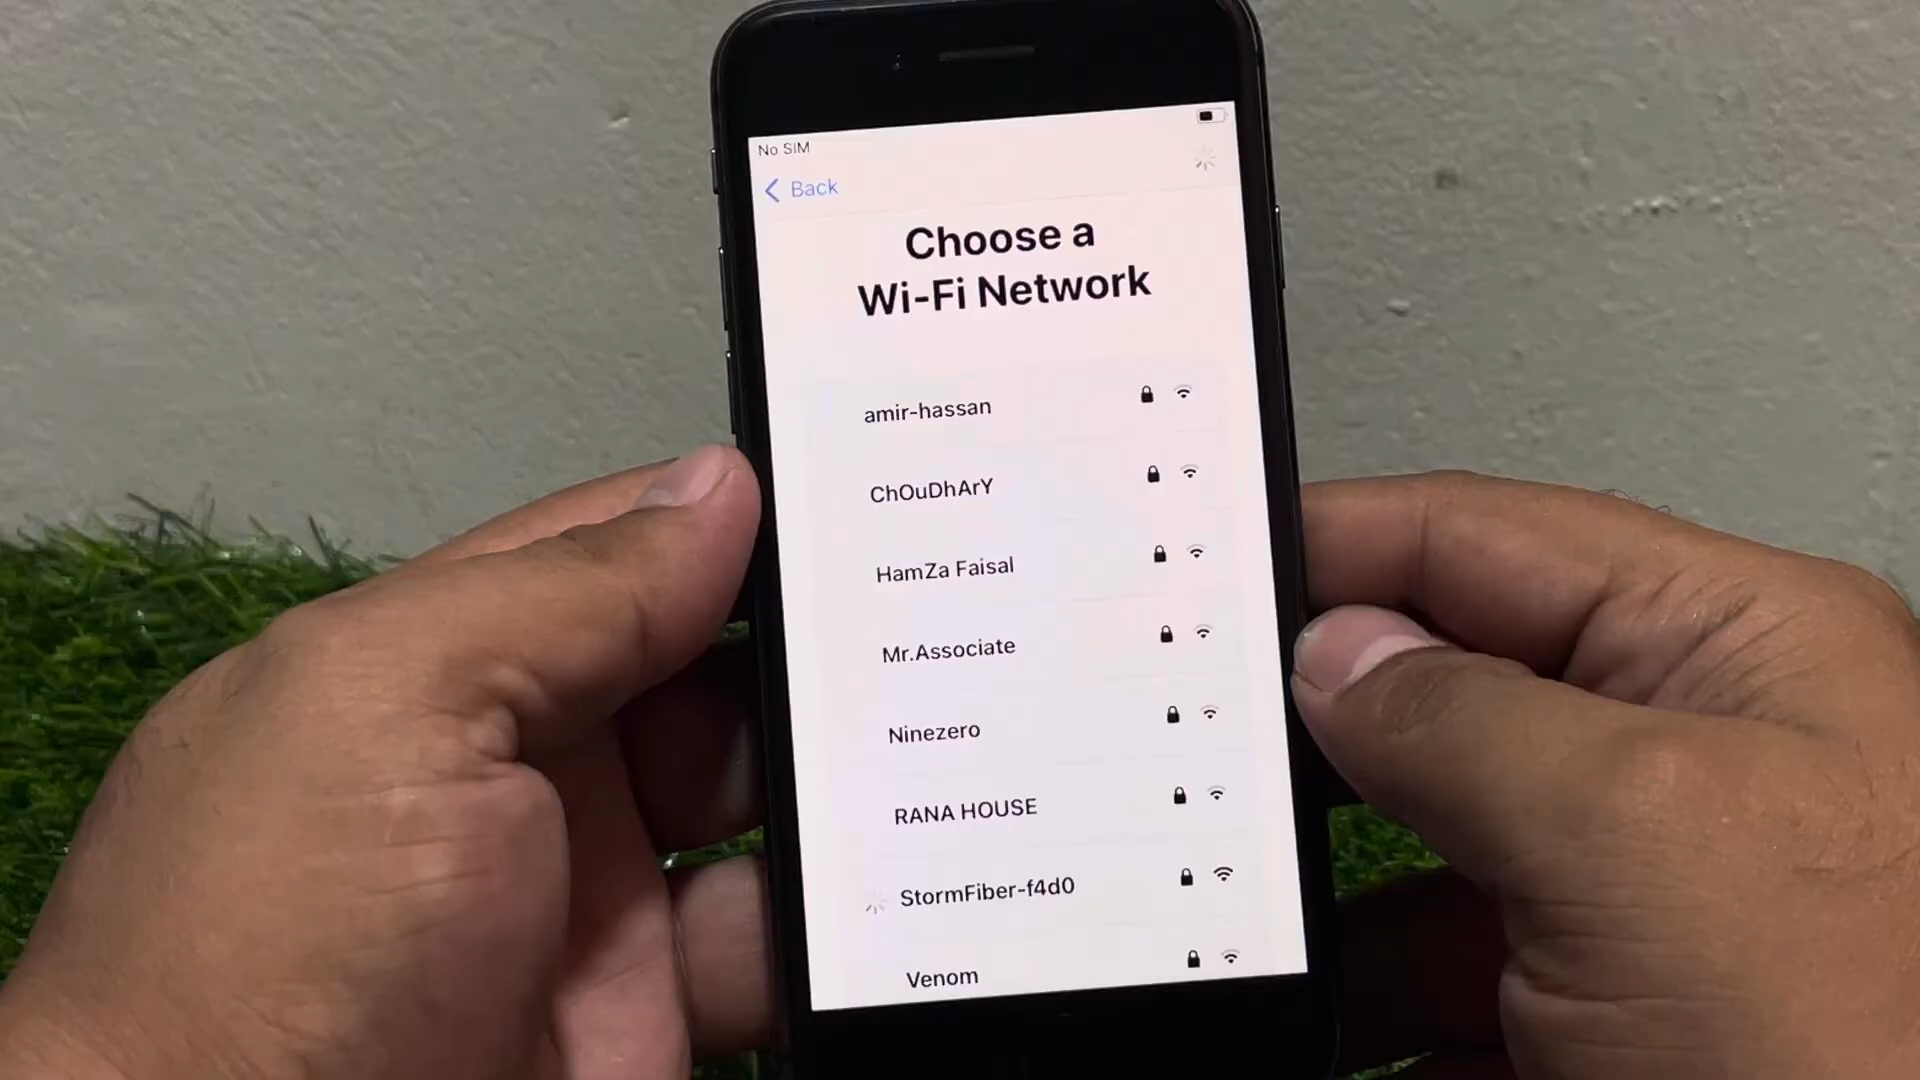 No SIM
Back
Choose a
Wi-Fi Network
amir-hassan
ChOuDhArY
HamZa Faisal
Mr.Associate
Ninezero
RANA HOUSE
StormFiber-f4d0
Venom